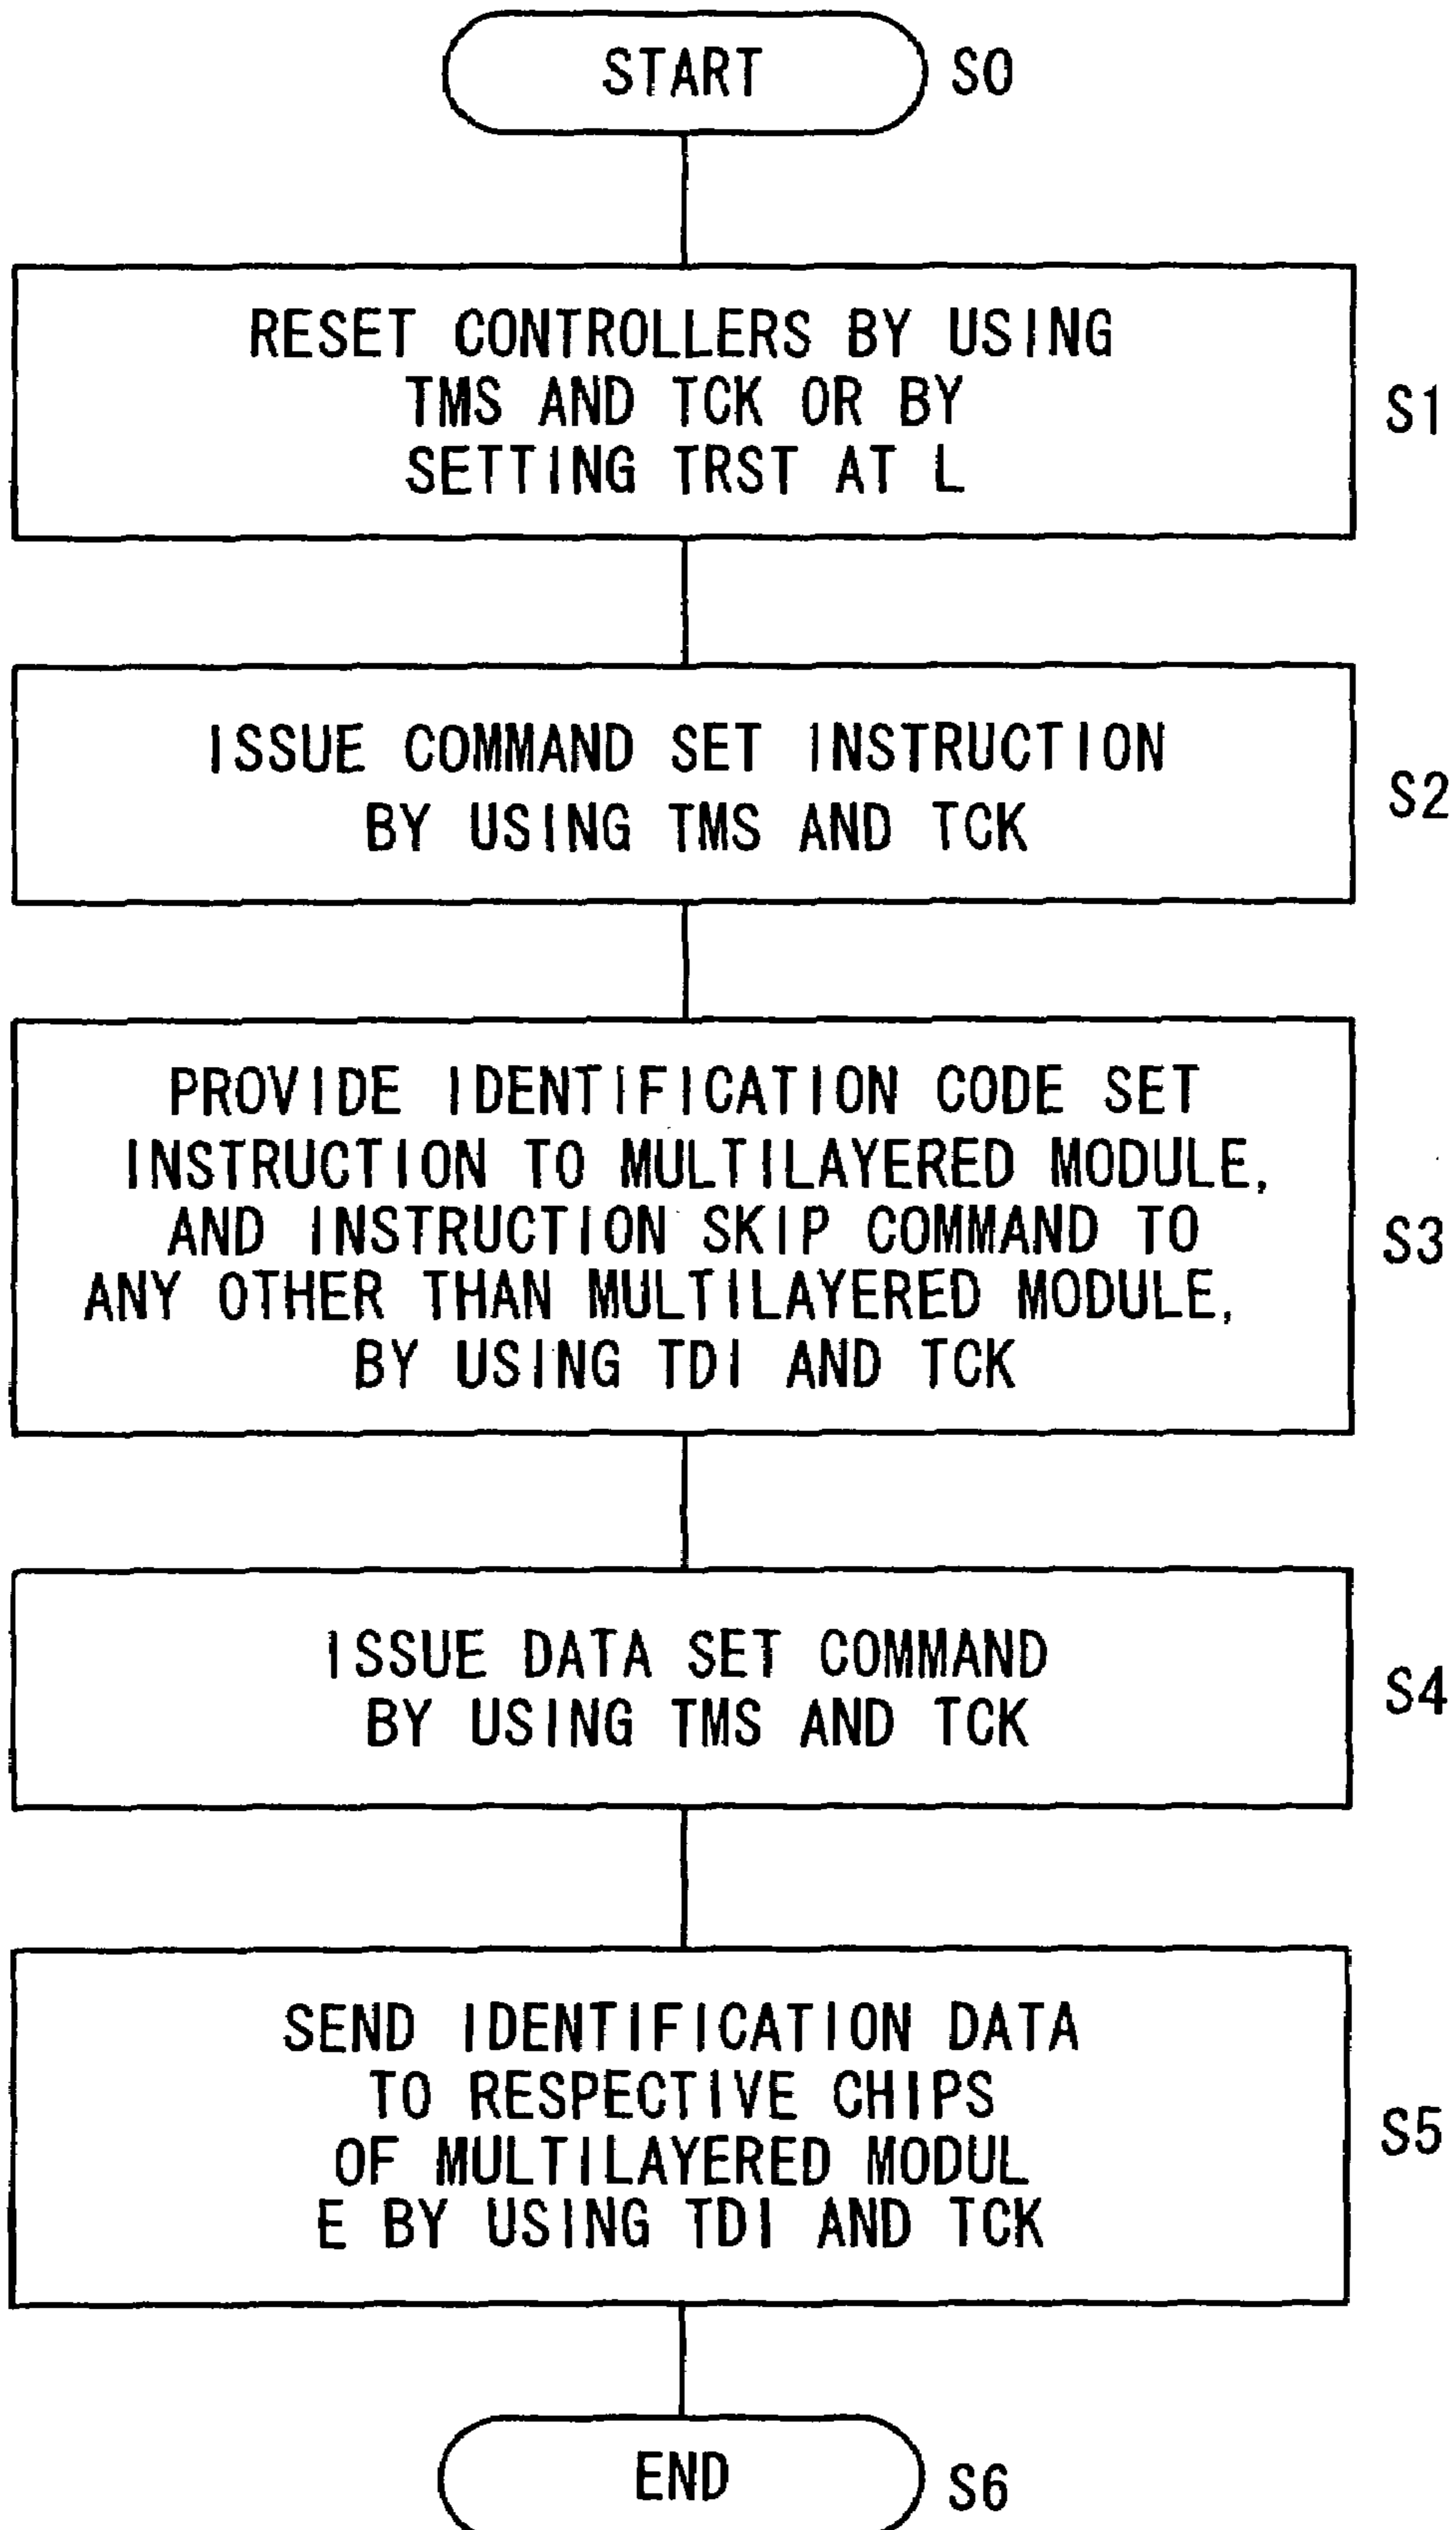 START S0
RESET CONTROLLERS BY USING
TMS AND TCK OR BY
SETTING TRST AT L
S1
ISSUE COMMAND SET INSTRUCTION
BY USING TMS AND TCK
S2
PROVIDE IDENTIFICATION CODE SET
INSTRUCTION TO MULTILAYERED MODULE,
AND INSTRUCTION SKIP COMMAND TO
ANY OTHER THAN MULTILAYERED MODULE,
BY USING TDI AND TCK
S3
ISSUE DATA SET COMMAND
BY USING TMS AND TCK
S4
SEND IDENTIFICATION DATA
TO RESPECTIVE CHIPS
OF MULTILAYERED MODUL
E BY USING TDI AND TCK
S5
END S6